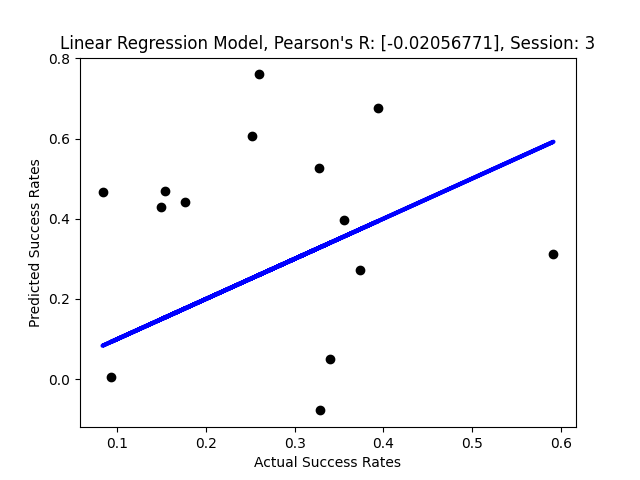 Linear Regression Model, Pearson's R: [-0.02056771], Session: 3
0.8
0.6
0.4
0.2
0.0
Predicted Success Rates
0.1 0.2 0.3 0.4 0.5 0.6
Actual Success Rates